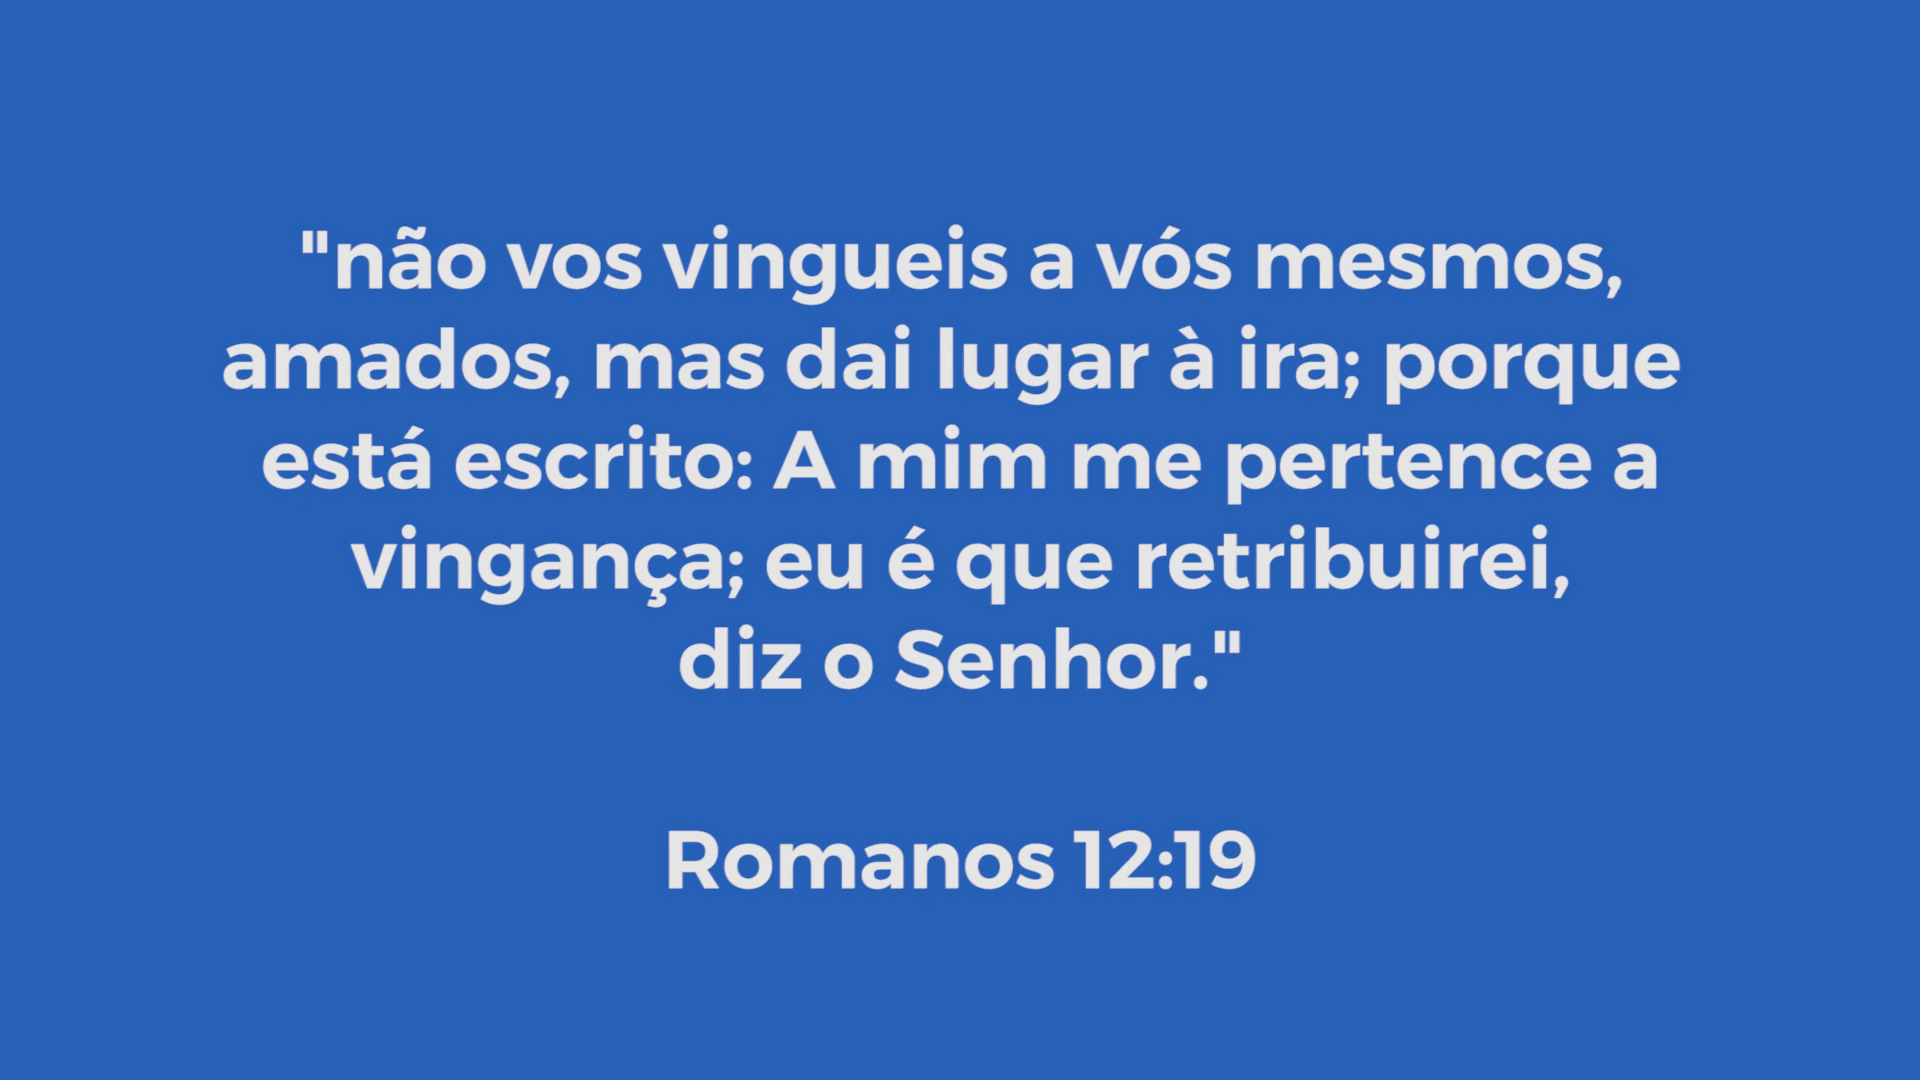 "não vos vingueis a vós mesmos,
amados, mas dai lugar à ira; porque
está escrito: A mim me pertence a
vingança; eu é que retribuirei,
diz o Senhor."
Romanos 12:19